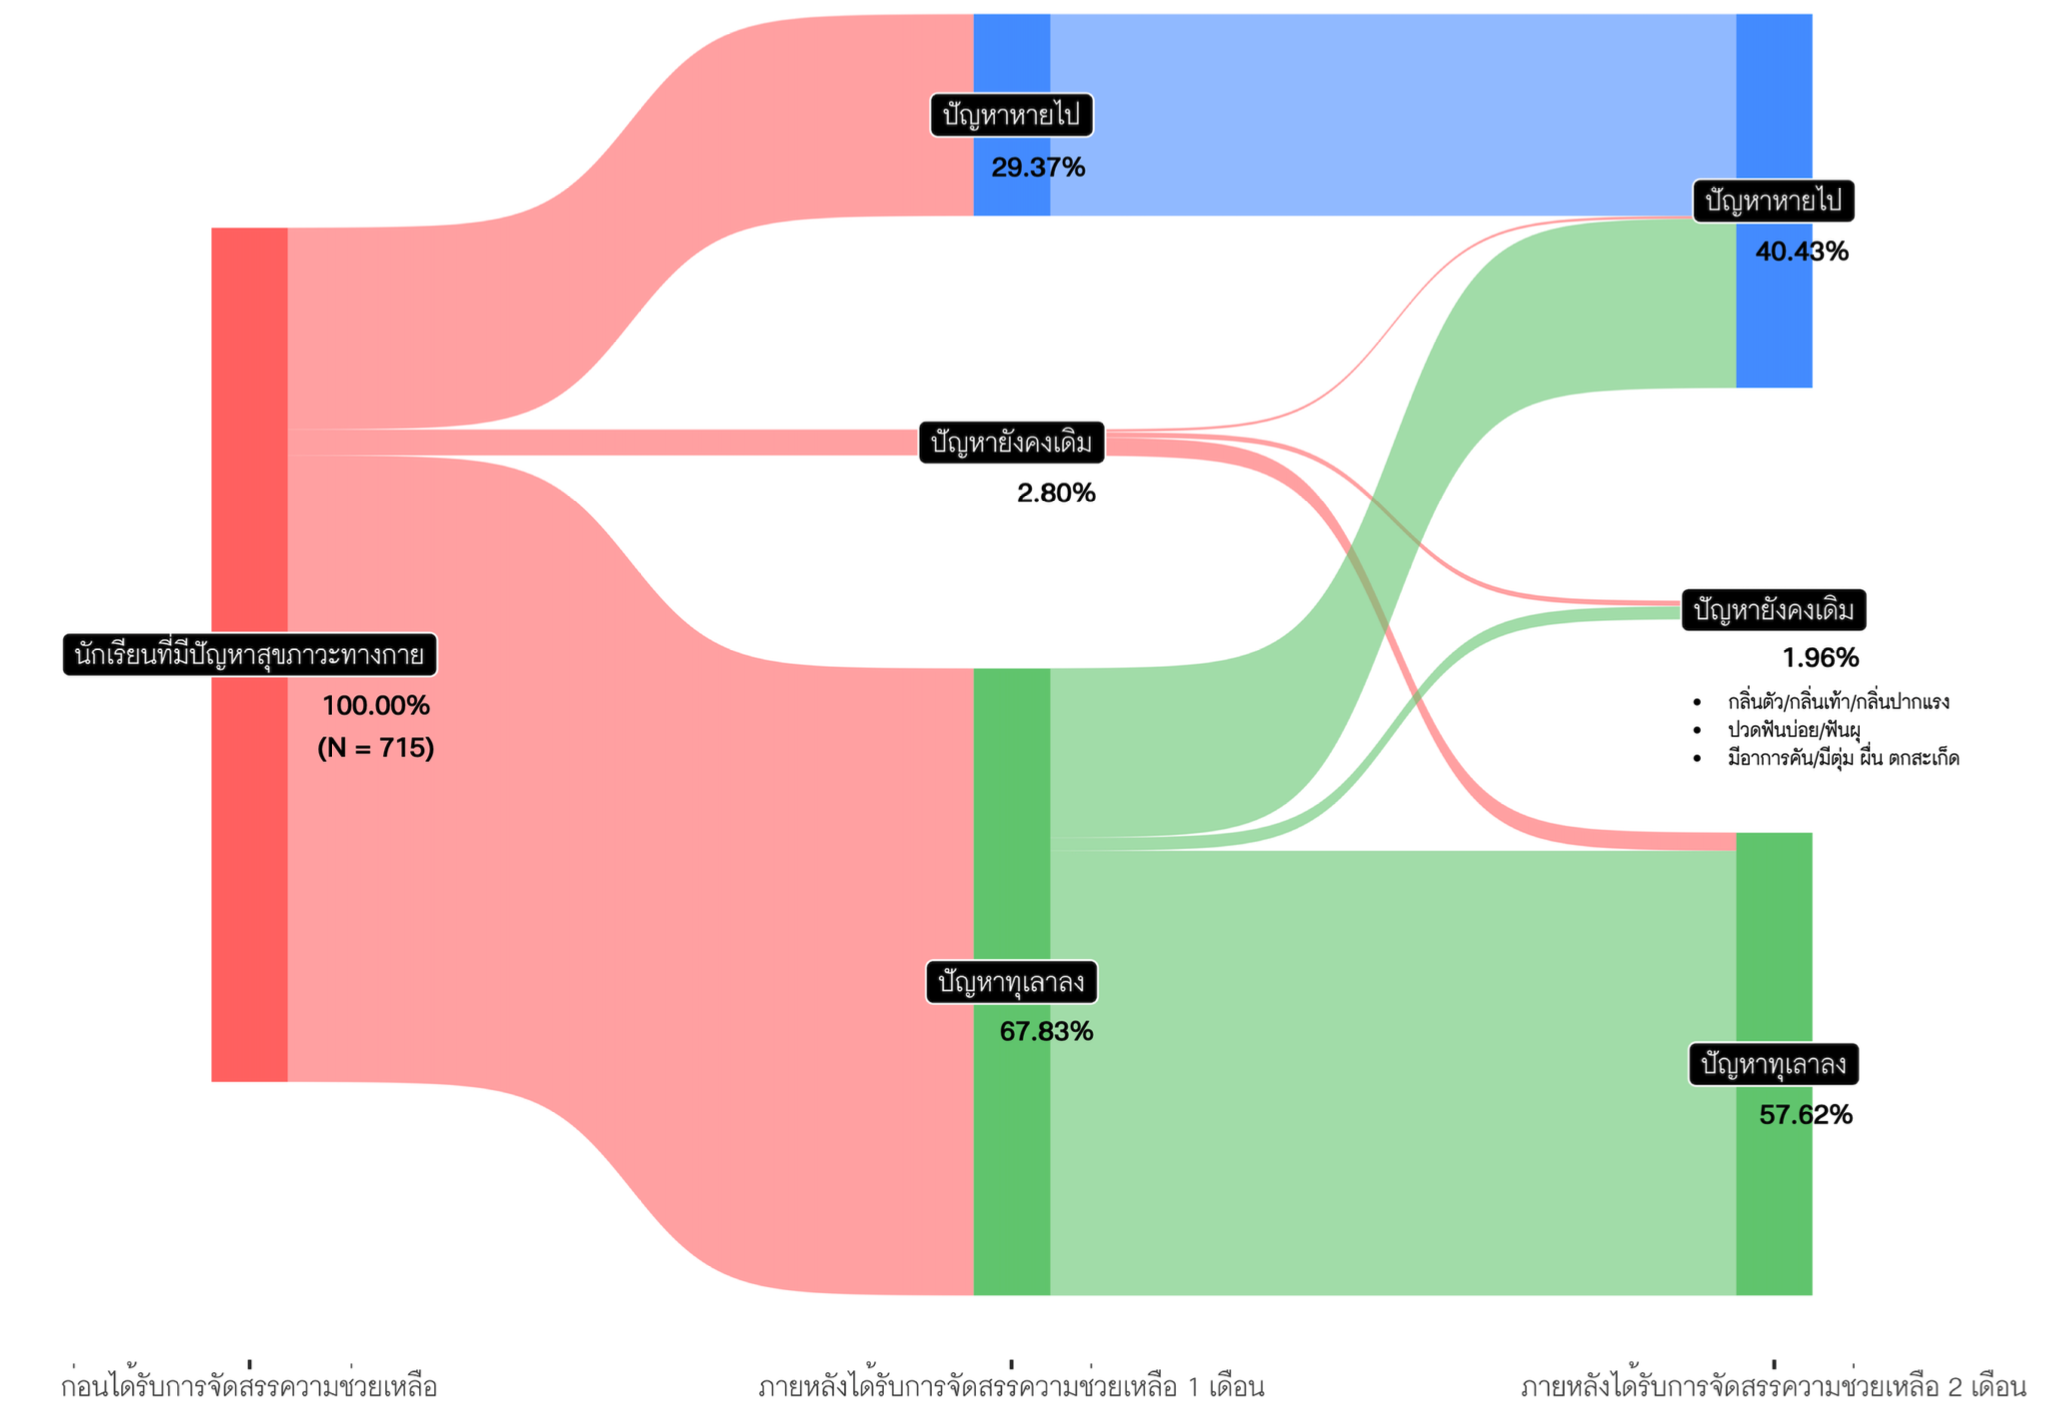 ปัญหาหายไป
29.37%
ปัญหาหายไป
40.43%
ปัญหายังคงเดิม
2.80%
ปัญหายังคงเดิม
1.96%
• กลิ่นตัว/กลิ่นเท้า/กลิ่นปากแรง
• ปวดฟันบ่อย/ฟันผุ
• มีอาการคัน/มีตุ่ม ผื่น ตกสะเก็ด
นักเรียนที่มีปัญหาสุขภาวะทางกาย
100.00%
(N = 715)
ปัญหาทุเลาลง
67.83%
ปัญหาทุเลาลง
57.62%
ก่อนได้รับการจัดสรรความช่วยเหลือ
ภายหลังได้รับการจัดสรรความช่วยเหลือ 1 เดือน
ภายหลังได้รับการจัดสรรความช่วยเหลือ 2 เดือน